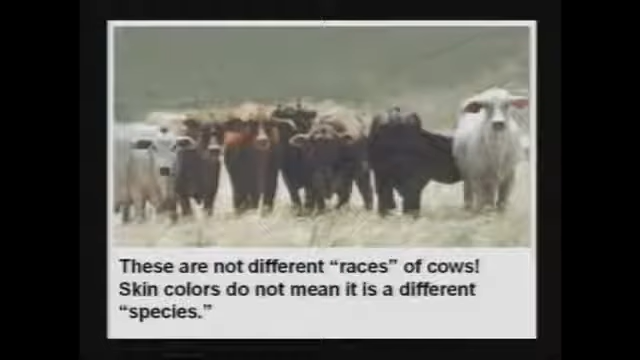 These are not different “races” of cows!
Skin colors do not mean it is a different
“species.”